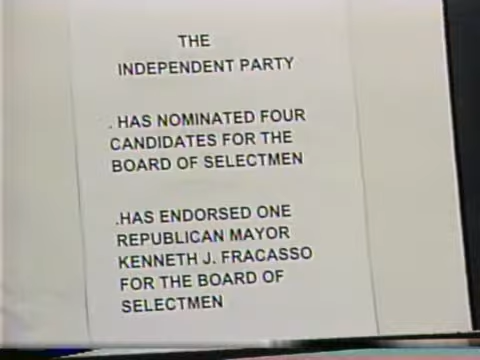 THE
INDEPENDENT PARTY
. HAS NOMINATED FOUR
CANDIDATES FOR THE
BOARD OF SELECTMEN
.HAS ENDORSED ONE
REPUBLICAN MAYOR
KENNETH J. FRACASSO
FOR THE BOARD OF
SELECTMEN